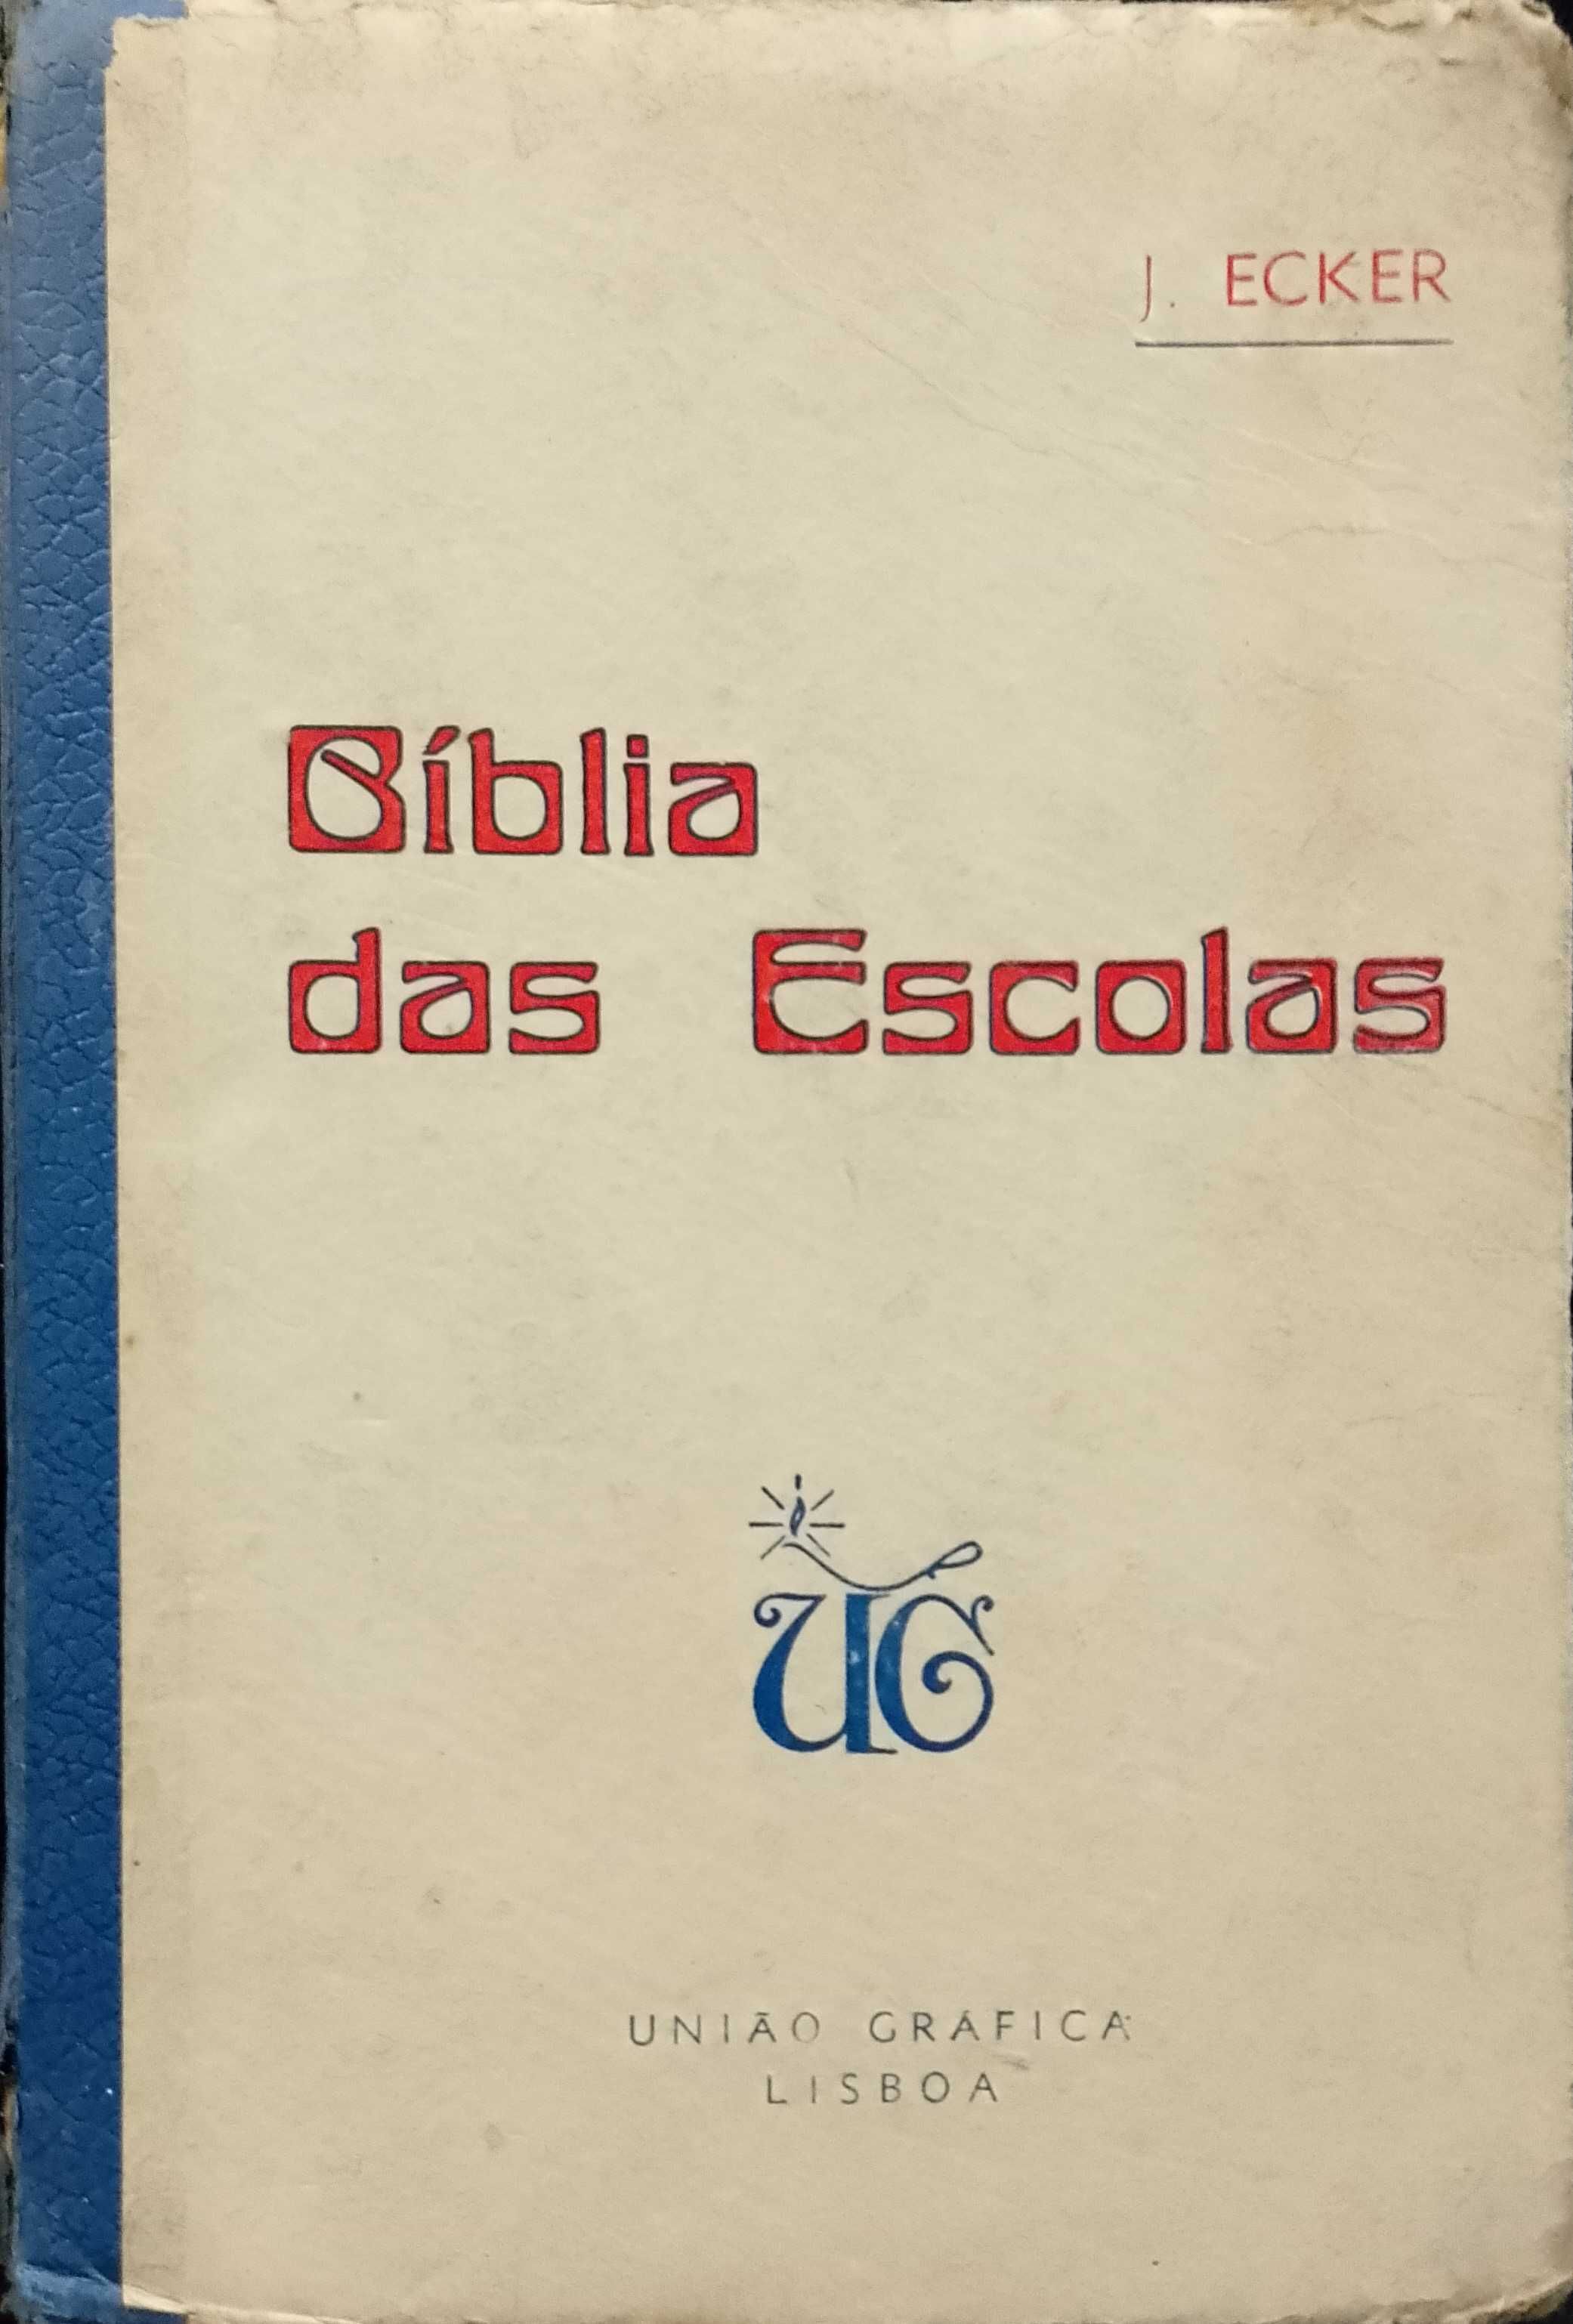 J. ECKER
Bíblia
das Escolas
UG
UNIÃO GRÁFICA
LISBOA